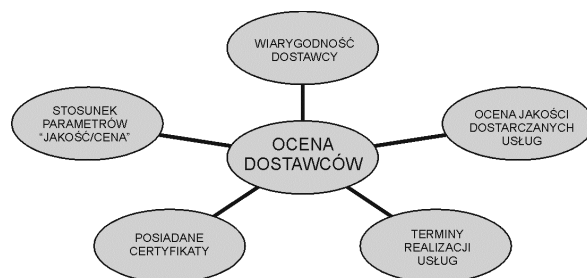 WIARYGODNOŚĆ
DOSTAWCY
STOSUNEK
PARAMETRÓW
"JAKOŚĆ/CENA"
OCENA JAKOŚCI
DOSTARCZANYCH
USŁUG
OCENA
DOSTAWCÓW
POSIADANE
CERTYFIKATY
TERMINY
REALIZACJI
USŁUG